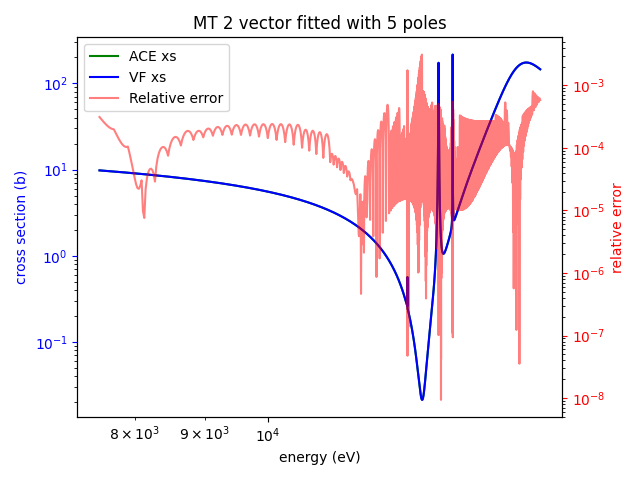 MT 2 vector fitted with 5 poles
ACE xs
VF xs
Relative error
cross section (b)
10²
10¹
10⁰
10⁻¹
10⁻³
10⁻⁴
10⁻⁵
10⁻⁶
10⁻⁷
10⁻⁸
relative error
8 × 10³ 9 × 10³ 10⁴
energy (eV)